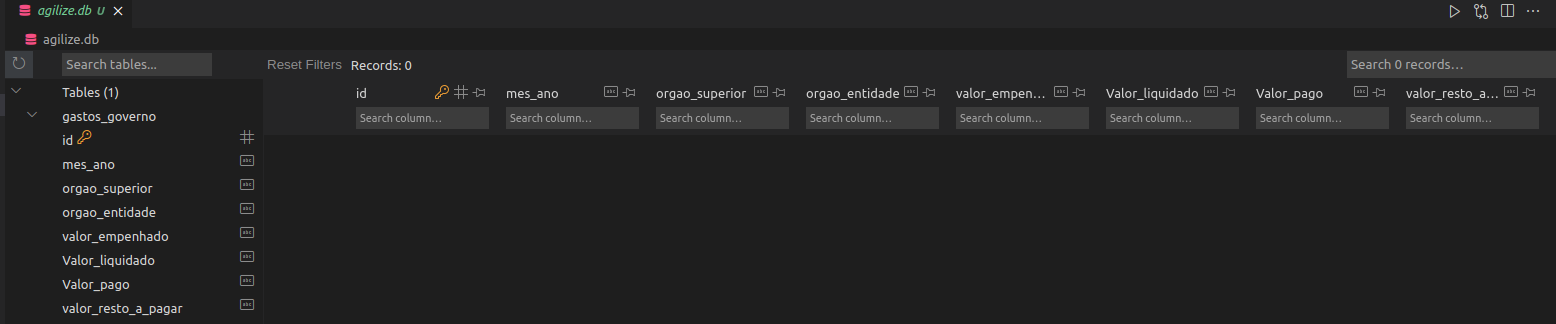 agilize.db U
agilize.db
Search tables...
Reset Filters Records: 0
Search 0 records...
Tables (1)
gastos_governo
id
mes_ano
orgao_superior
orgao_entidade
valor_empenhado
Valor_liquidado
Valor_pago
valor_resto_a_pagar
id mes_ano orgao_superior orgao_entidade valor_empen... Valor_liquidado Valor_pago valor_resto_a...
Search column... Search column... Search column... Search column... Search column... Search column... Search column... Search column...